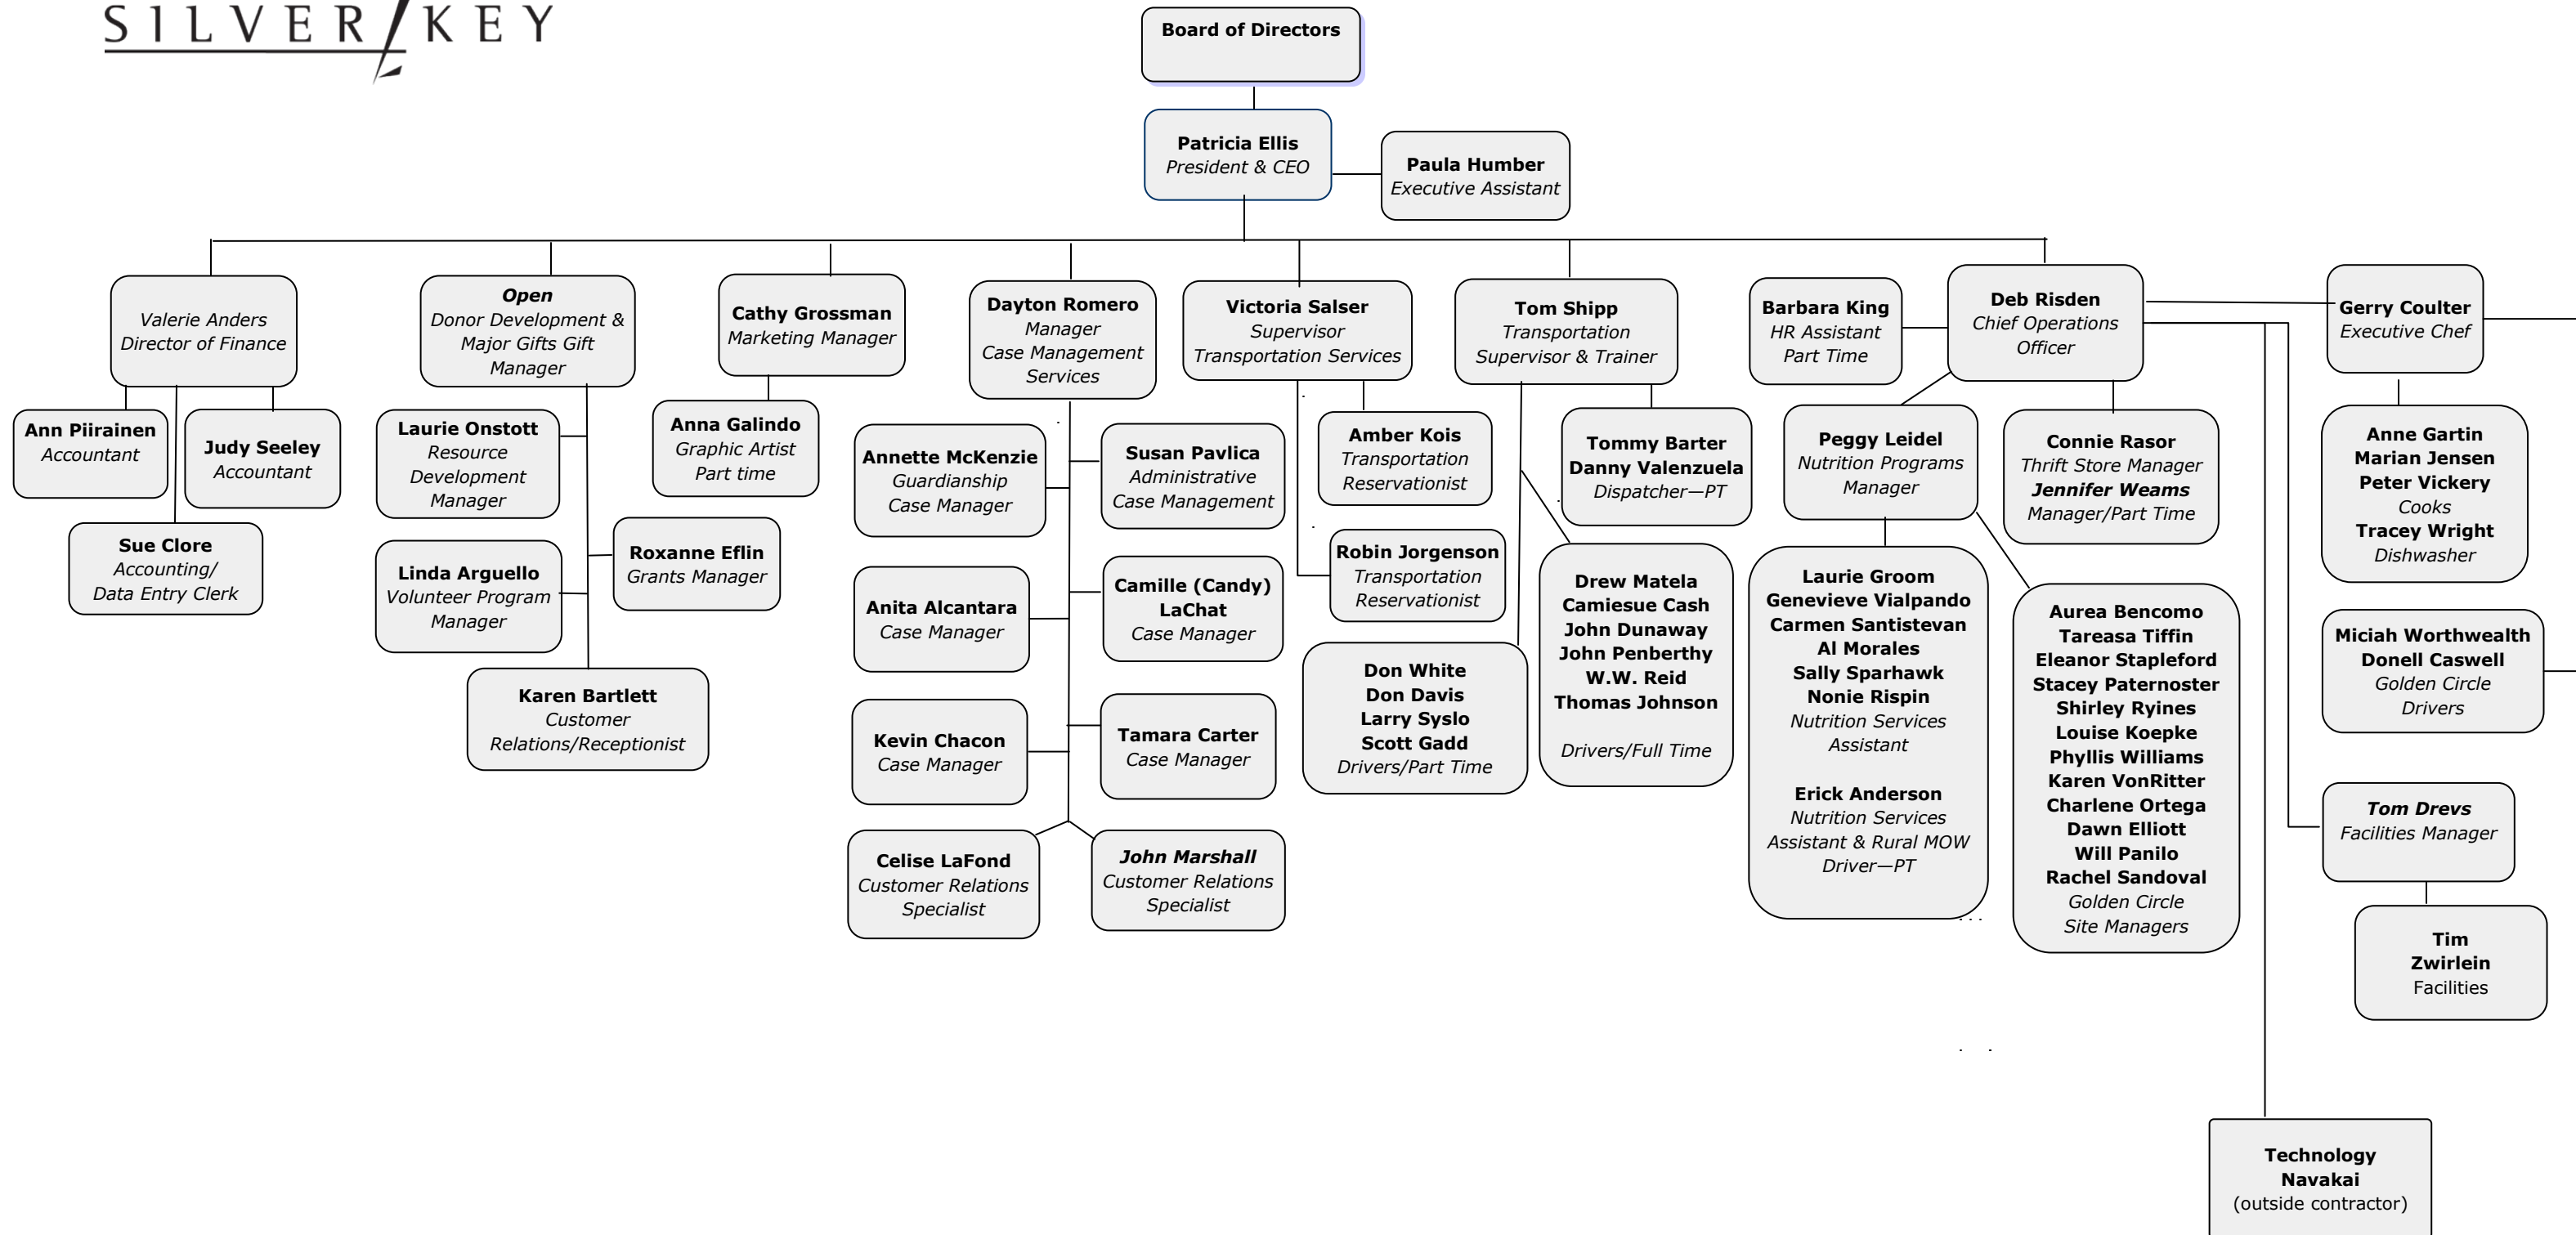 SILVER KEY
Board of Directors
Patricia Ellis
President & CEO
Paula Humber
Executive Assistant
Valerie Anders
Director of Finance
Ann Piirainen
Accountant
Judy Seeley
Accountant
Sue Clore
Accounting/
Data Entry Clerk
Open
Donor Development &
Major Gifts Gift
Manager
Laurie Onstott
Resource
Development
Manager
Linda Arguello
Volunteer Program
Manager
Roxanne Eflin
Grants Manager
Karen Bartlett
Customer
Relations/Receptionist
Cathy Grossman
Marketing Manager
Anna Galindo
Graphic Artist
Part time
Dayton Romero
Manager
Case Management
Services
Annette McKenzie
Guardianship
Case Manager
Susan Pavlica
Administrative
Case Management
Anita Alcantara
Case Manager
Camille (Candy)
LaChat
Case Manager
Kevin Chacon
Case Manager
Tamara Carter
Case Manager
Celise LaFond
Customer Relations
Specialist
John Marshall
Customer Relations
Specialist
Victoria Salser
Supervisor
Transportation Services
Amber Kois
Transportation
Reservationist
Robin Jorgenson
Transportation
Reservationist
Tom Shipp
Transportation
Supervisor & Trainer
Tommy Barter
Danny Valenzuela
Dispatcher—PT
Don White
Don Davis
Larry Syslo
Scott Gadd
Drivers/Part Time
Drew Matela
Camiesue Cash
John Dunaway
John Penberthy
W.W. Reid
Thomas Johnson
Drivers/Full Time
Barbara King
HR Assistant
Part Time
Deb Risden
Chief Operations
Officer
Peggy Leidel
Nutrition Programs
Manager
Connie Rasor
Thrift Store Manager
Jennifer Weams
Manager/Part Time
Laurie Groom
Genevieve Vialpando
Carmen Santistevan
Al Morales
Sally Sparhawk
Nonie Rispin
Nutrition Services
Assistant
Erick Anderson
Nutrition Services
Assistant & Rural MOW
Driver—PT
Aurea Bencomo
Tareasa Tiffin
Eleanor Stapleford
Stacey Paternoster
Shirley Ryines
Louise Koepke
Phyllis Williams
Karen VonRitter
Charlene Ortega
Dawn Elliott
Will Panilo
Rachel Sandoval
Golden Circle
Site Managers
Gerry Coulter
Executive Chef
Anne Gartin
Marian Jensen
Peter Vickery
Cooks
Tracey Wright
Dishwasher
Miciah Worthwealth
Donell Caswell
Golden Circle
Drivers
Tom Drevs
Facilities Manager
Tim
Zwirlein
Facilities
Technology
Navakai
(outside contractor)